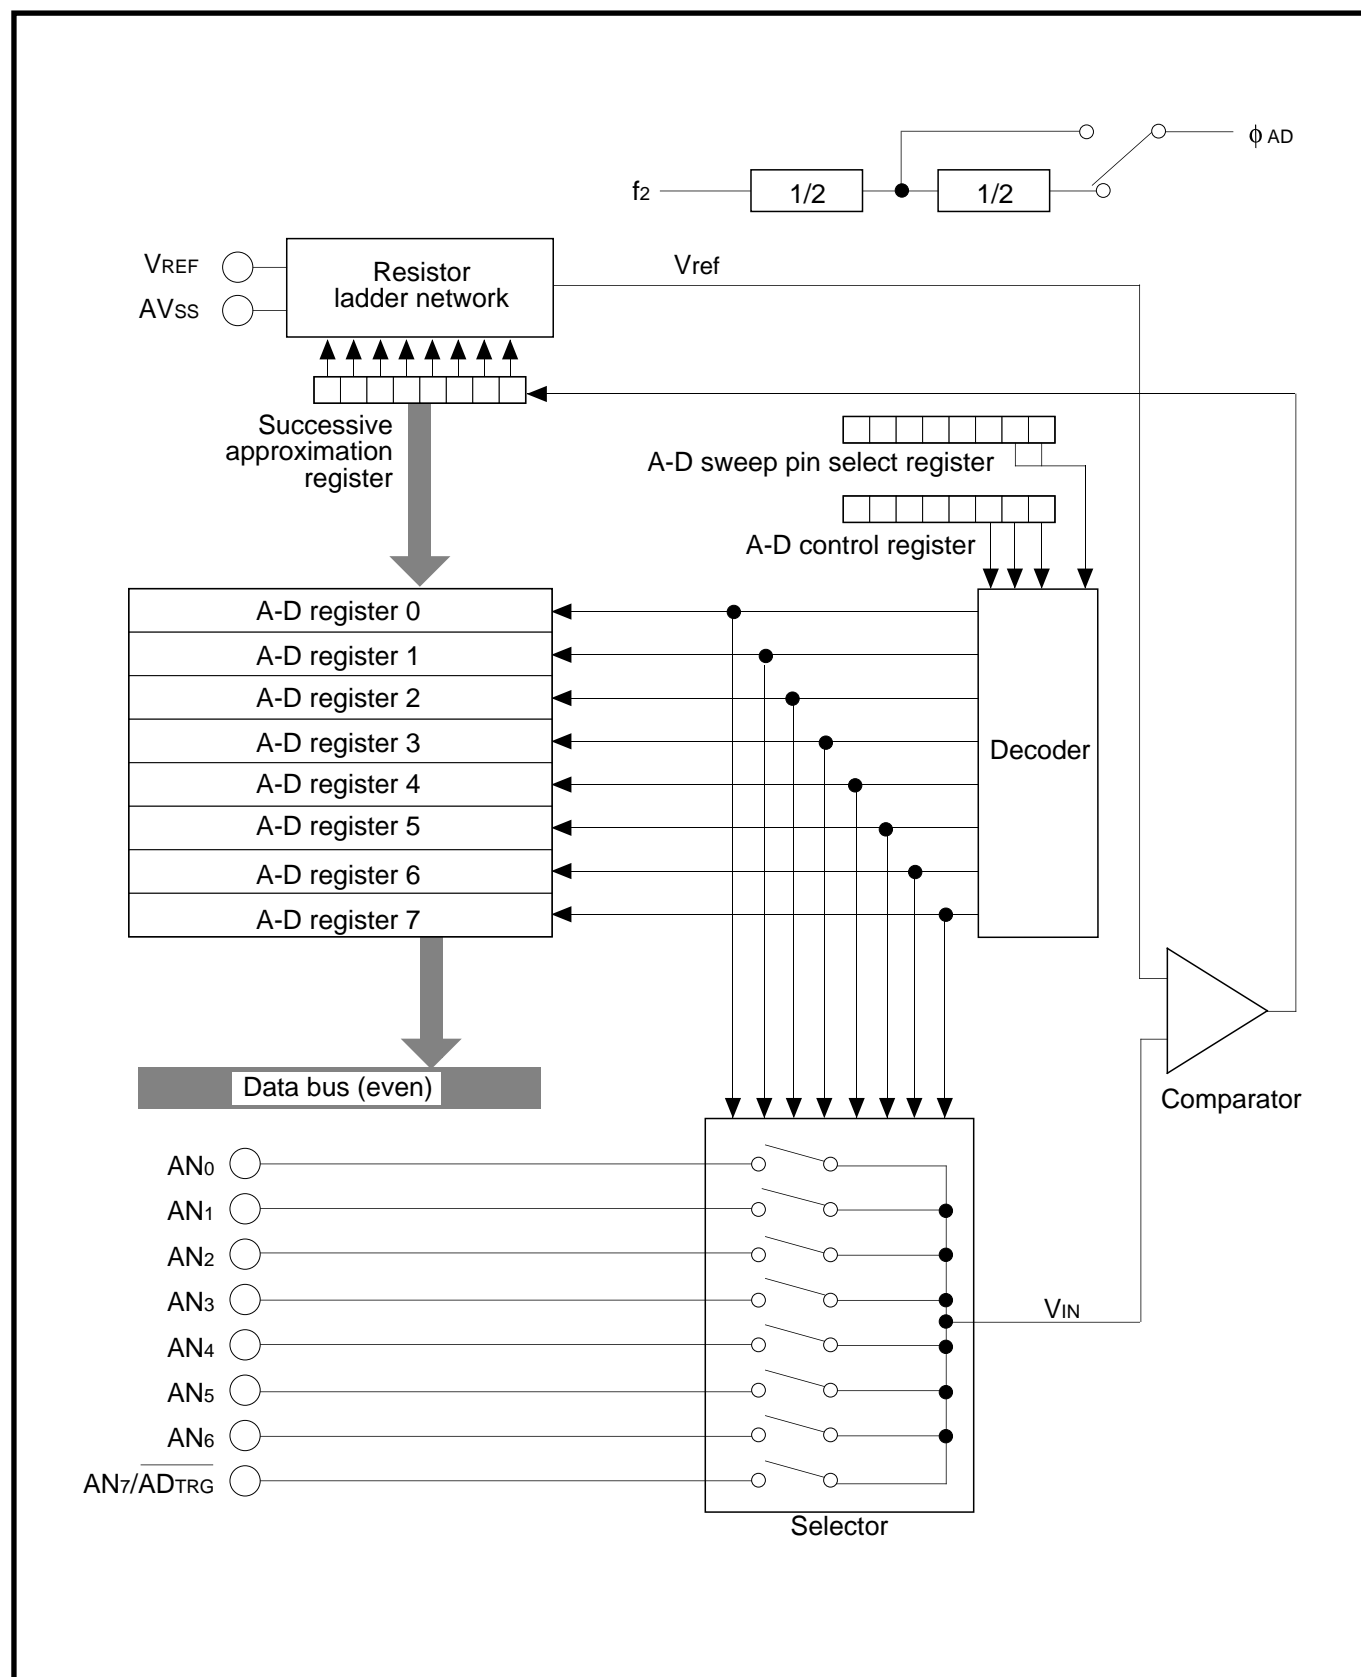 ϕ AD
f2
1/2
1/2
VREF
AVSS
Resistor
ladder network
Vref
Successive
approximation
register
A-D sweep pin select register
A-D control register
A-D register 0
A-D register 1
A-D register 2
A-D register 3
A-D register 4
A-D register 5
A-D register 6
A-D register 7
Decoder
Data bus (even)
Comparator
AN0
AN1
AN2
AN3
AN4
AN5
AN6
AN7/ADTRG
VIN
Selector